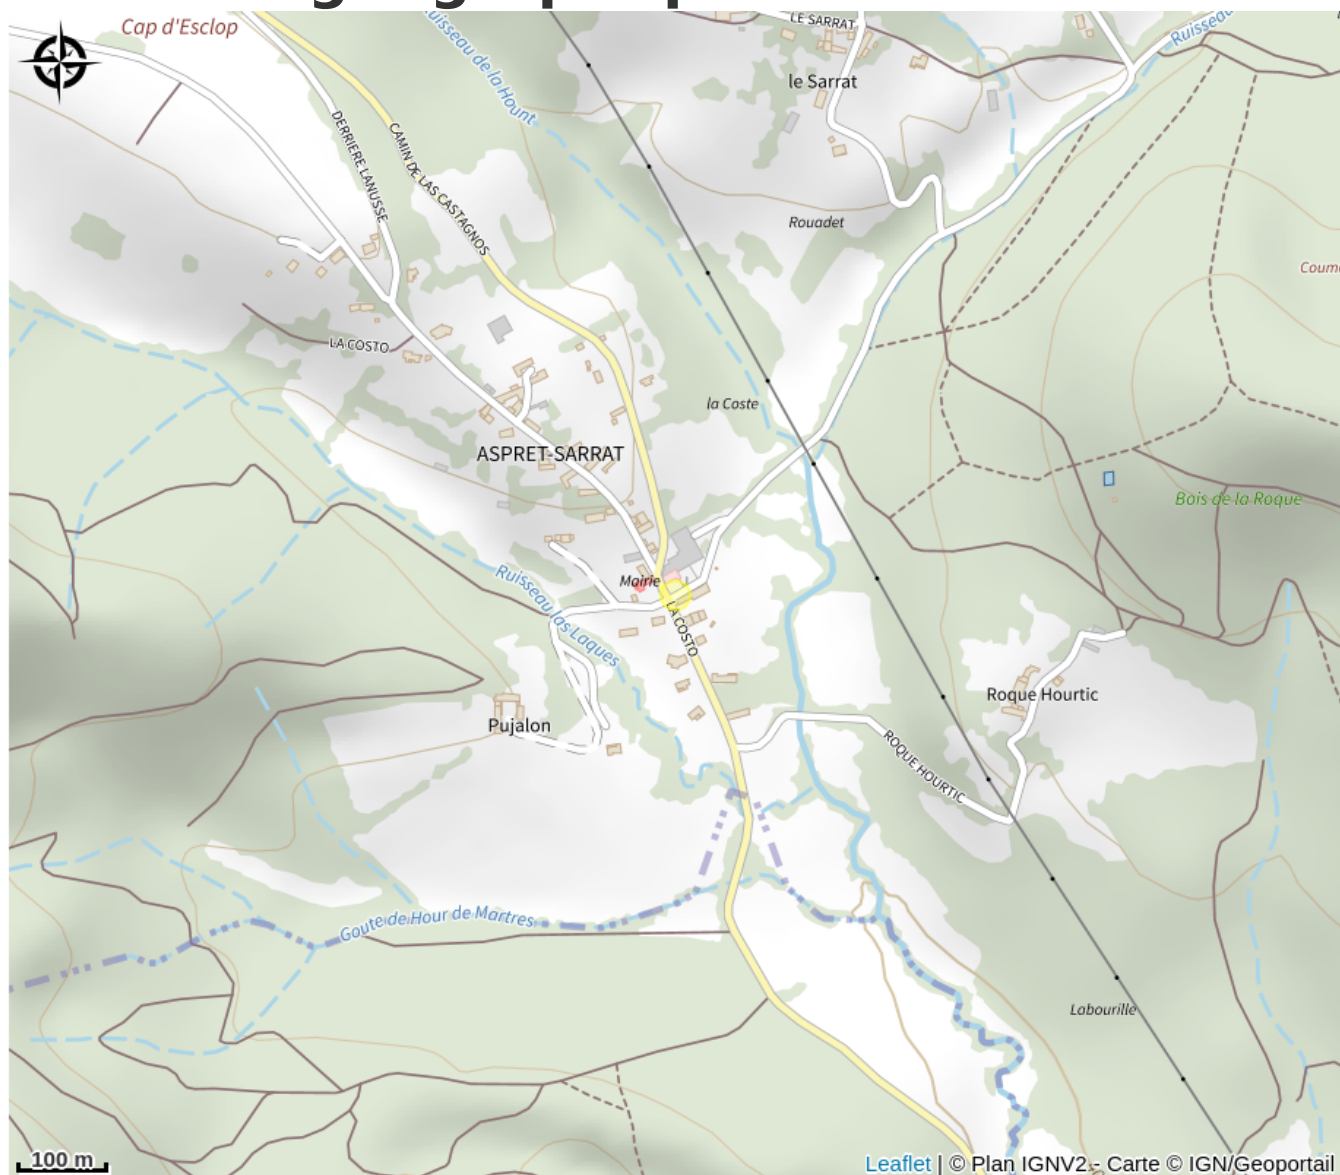 Cap d'Esclop
Ruisseau de la Hount
LE SARRAT
Ruisseau
le Sarrat
DERRIERE LANUSSE
CAMIN DE LAS CASTAGNOS
Rouadet
LA COSTO
la Coste
ASPRET-SARRAT
Bois de la Roque
Ruisseau las Laques
Mairie
LA COSTO
Roque Hourtic
Pujalon
ROQUE HOURTIC
Goute de Hour de Martres
Labourille
100 m
Leaflet | © Plan IGNV2 - Carte © IGN/Geoportail